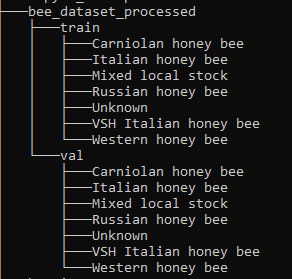 bee_dataset_processed
train
Carniolan honey bee
Italian honey bee
Mixed local stock
Russian honey bee
Unknown
VSH Italian honey bee
Western honey bee
val
Carniolan honey bee
Italian honey bee
Mixed local stock
Russian honey bee
Unknown
VSH Italian honey bee
Western honey bee